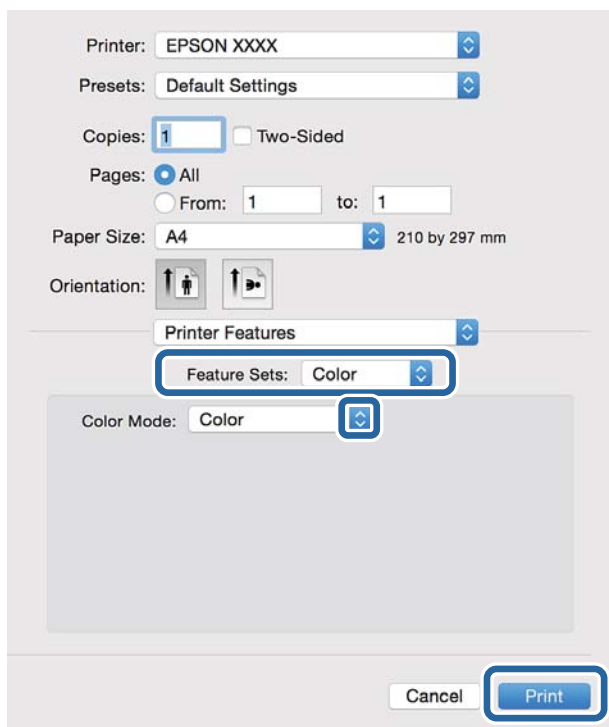 Printer: EPSON XXXX
Presets: Default Settings
Copies: 1 Two-Sided
Pages: All
From: 1 to: 1
Paper Size: A4 210 by 297 mm
Orientation:
Printer Features
Feature Sets: Color
Color Mode: Color
Cancel Print